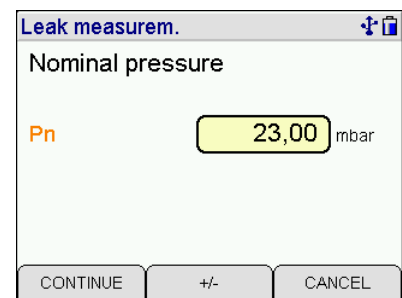 Leak measurem.
Nominal pressure
Pn 23,00 mbar
CONTINUE +/- CANCEL